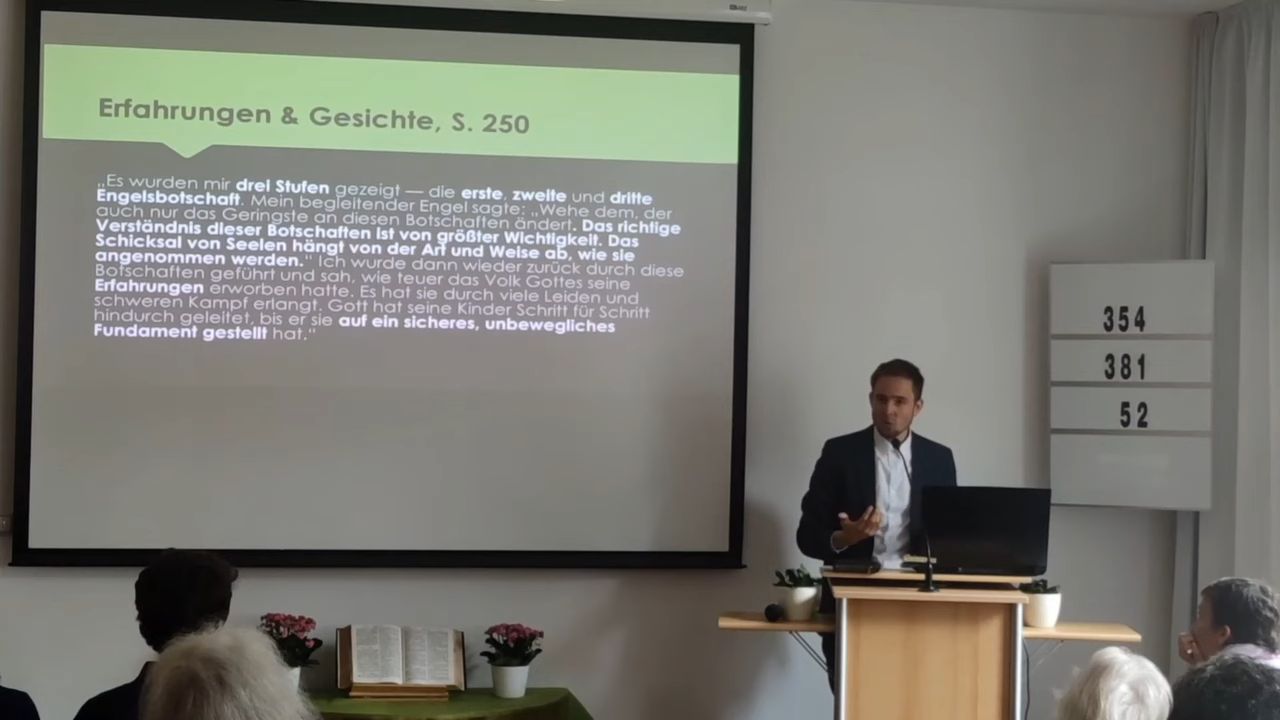 Erfahrungen & Gesichte, S. 250
„Es wurden mir drei Stufen gezeigt — die erste, zweite und dritte
Engelsbotschaft. Mein begleitender Engel sagte: „Wehe dem, der
auch nur das Geringste an diesen Botschaften ändert. Das richtige
Verständnis dieser Botschaften ist von größter Wichtigkeit. Das
Schicksal von Seelen hängt von der Art und Weise ab, wie sie
angenommen werden.“ Ich wurde dann wieder zurück durch diese
Botschaften geführt und sah, wie teuer das Volk Gottes seine
Erfahrungen erworben hatte. Es hat sie durch viele Leiden und
schweren Kampf erlangt. Gott hat seine Kinder Schritt für Schritt
hindurch geleitet, bis er sie auf ein sicheres, unbewegliches
Fundament gestellt hat.“
354
381
52